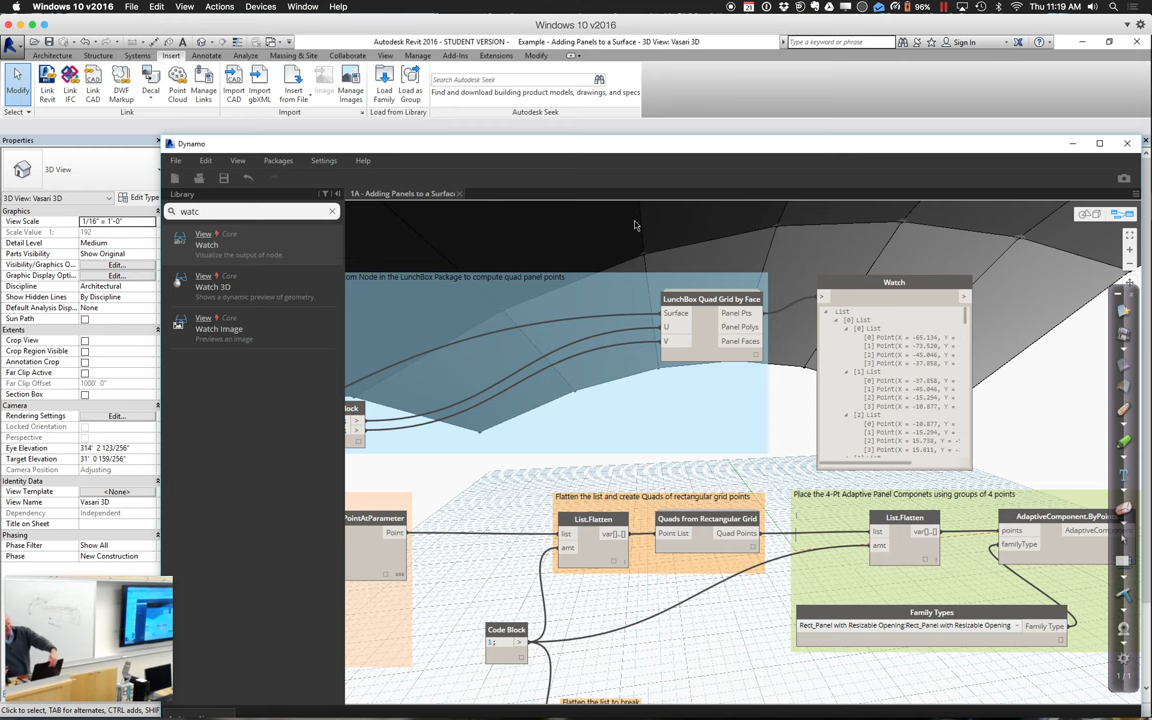 Windows 10 v2016 File Edit View Actions Devices Window Help
21 96% Thu 11:19 AM
Windows 10 v2016
Autodesk Revit 2016 - STUDENT VERSION - Example - Adding Panels to a Surface - 3D View: Vasari 3D
Type a keyword or phrase
Sign In
Architecture Structure Systems Insert Annotate Analyze Massing & Site Collaborate View Manage Add-Ins Extensions Modify
Modify
Link Revit
Link IFC
Link CAD
DWF Markup
Decal
Point Cloud
Manage Links
Import CAD
Import gbXML
Insert from File
Image
Manage Images
Load Family
Load as Group
Search Autodesk Seek
Find and download building product models, drawings, and specs
Select Link Import Load from Library Autodesk Seek
Properties
3D View
3D View: Vasari 3D
Edit Type
Graphics
View Scale 1/16" = 1'-0"
Scale Value 1: 192
Detail Level Medium
Parts Visibility Show Original
Visibility/Graphics O... Edit...
Graphic Display Opti... Edit...
Discipline Architectural
Show Hidden Lines By Discipline
Default Analysis Disp... None
Sun Path
Extents
Crop View
Crop Region Visible
Annotation Crop
Far Clip Active
Far Clip Offset 1000' 0"
Section Box
Camera
Rendering Settings Edit...
Locked Orientation
Perspective
Eye Elevation 314' 2 123/256"
Target Elevation 31' 0 159/256"
Camera Position Adjusting
Identity Data
View Template <None>
View Name Vasari 3D
Dependency Independent
Title on Sheet
Phasing
Phase Filter Show All
Phase New Construction
Click to select, TAB for alternates, CTRL adds, SHIF
Dynamo
File Edit View Packages Settings Help
Library
1A - Adding Panels to a Surfac
watc
View Core
Watch
Visualize the output of node.
View Core
Watch 3D
Shows a dynamic preview of geometry.
View Core
Watch Image
Previews an image
om Node in the LunchBox Package to compute quad panel points
LunchBox Quad Grid by Face
Surface Panel Pts
U Panel Polys
V Panel Faces
Watch
> >
List
[0] List
[0] List
[0] Point(X = -65.134, Y =
[1] Point(X = -73.520, Y =
[2] Point(X = -45.046, Y =
[3] Point(X = -37.858, Y =
[1] List
[0] Point(X = -37.858, Y =
[1] Point(X = -45.046, Y =
[2] Point(X = -15.294, Y =
[3] Point(X = -10.877, Y =
[2] List
[0] Point(X = -10.877, Y =
[1] Point(X = -15.294, Y =
[2] Point(X = 15.738, Y = -
[3] Point(X = 15.811, Y = -
lock
>
>
PointAtParameter
Point
Flatten the list and create Quads of rectangular grid points
List.Flatten
list var[]..[]
amt
Quads from Rectangular Grid
Point List Quad Points
Place the 4-Pt Adaptive Panel Componets using groups of 4 points
List.Flatten
list var[]..[]
amt
AdaptiveComponent.ByPoin
points AdaptiveCompon
familyType
Family Types
Rect_Panel with Resizable Opening:Rect_Panel with Resizable Opening Family Type
Code Block
1; >
Flatten the list to break
1 / 1